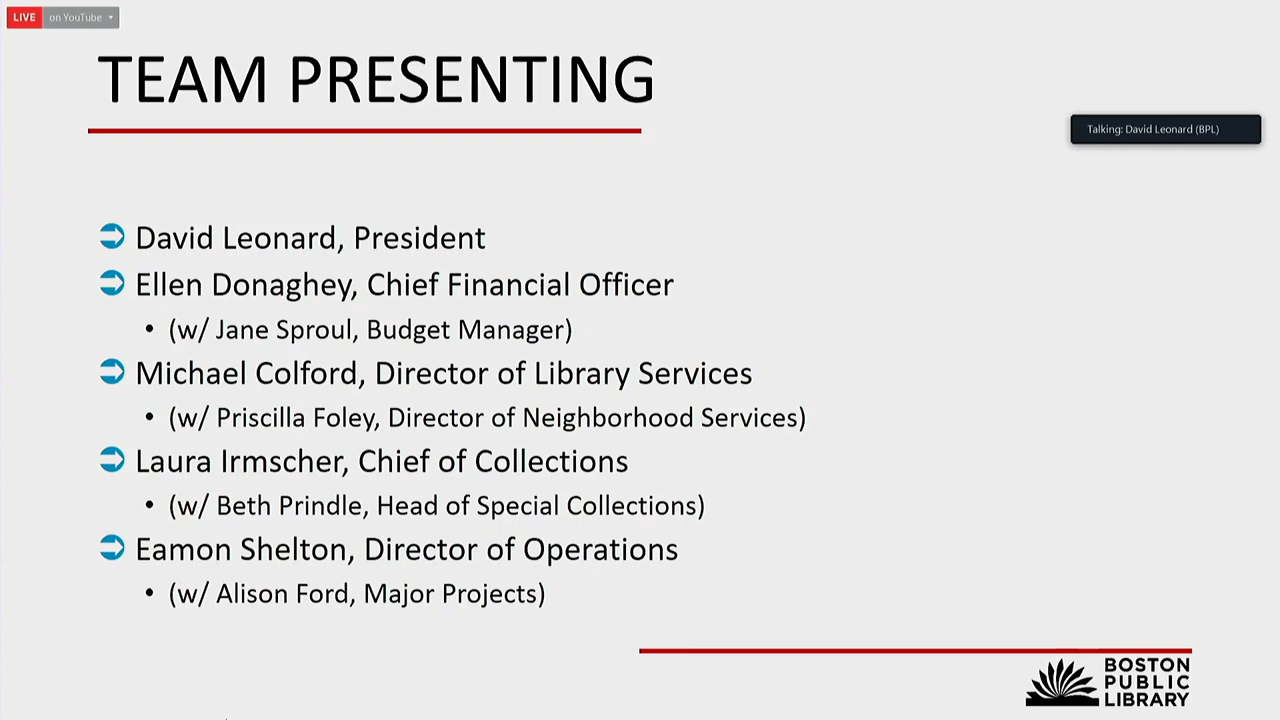 LIVE on YouTube
TEAM PRESENTING
Talking: David Leonard (BPL)
David Leonard, President
Ellen Donaghey, Chief Financial Officer
• (w/ Jane Sproul, Budget Manager)
Michael Colford, Director of Library Services
• (w/ Priscilla Foley, Director of Neighborhood Services)
Laura Irmscher, Chief of Collections
• (w/ Beth Prindle, Head of Special Collections)
Eamon Shelton, Director of Operations
• (w/ Alison Ford, Major Projects)
BOSTON
PUBLIC
LIBRARY